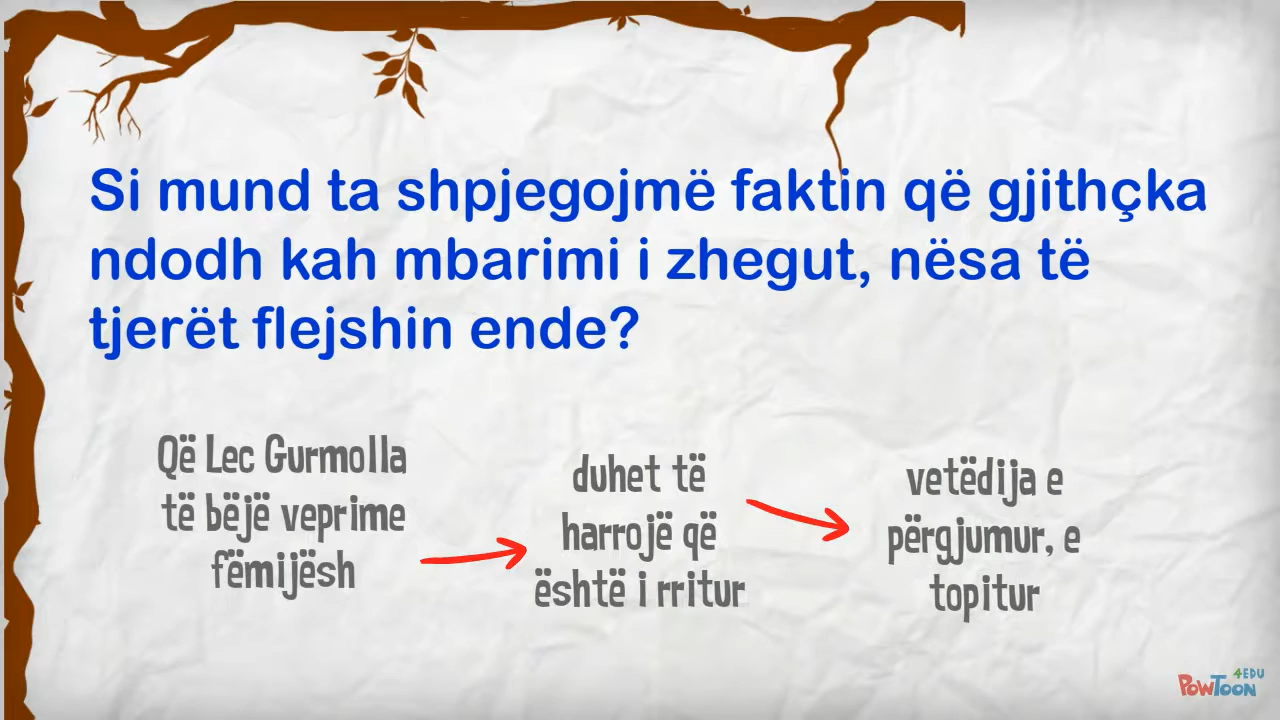 Si mund ta shpjegojmë faktin që gjithçka
ndodh kah mbarimi i zhegut, nësa të
tjerët flejshin ende?
Që Lec Gurmolla
të bëjë veprime
fëmijësh
duhet të
harrojë që
është i rritur
vetëdija e
përgjumur, e
topitur
4EDU
POWTOON